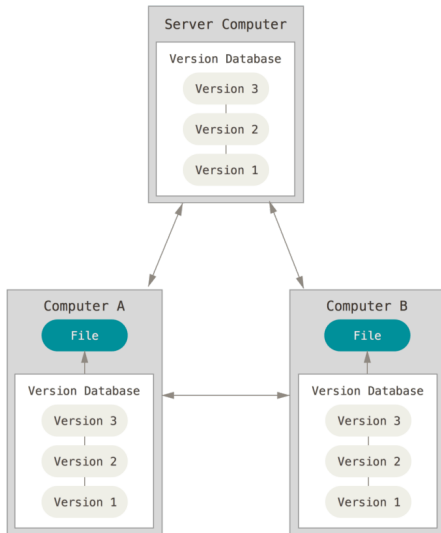 Server Computer
Version Database
Version 3
Version 2
Version 1
Computer A
File
Version Database
Version 3
Version 2
Version 1
Computer B
File
Version Database
Version 3
Version 2
Version 1